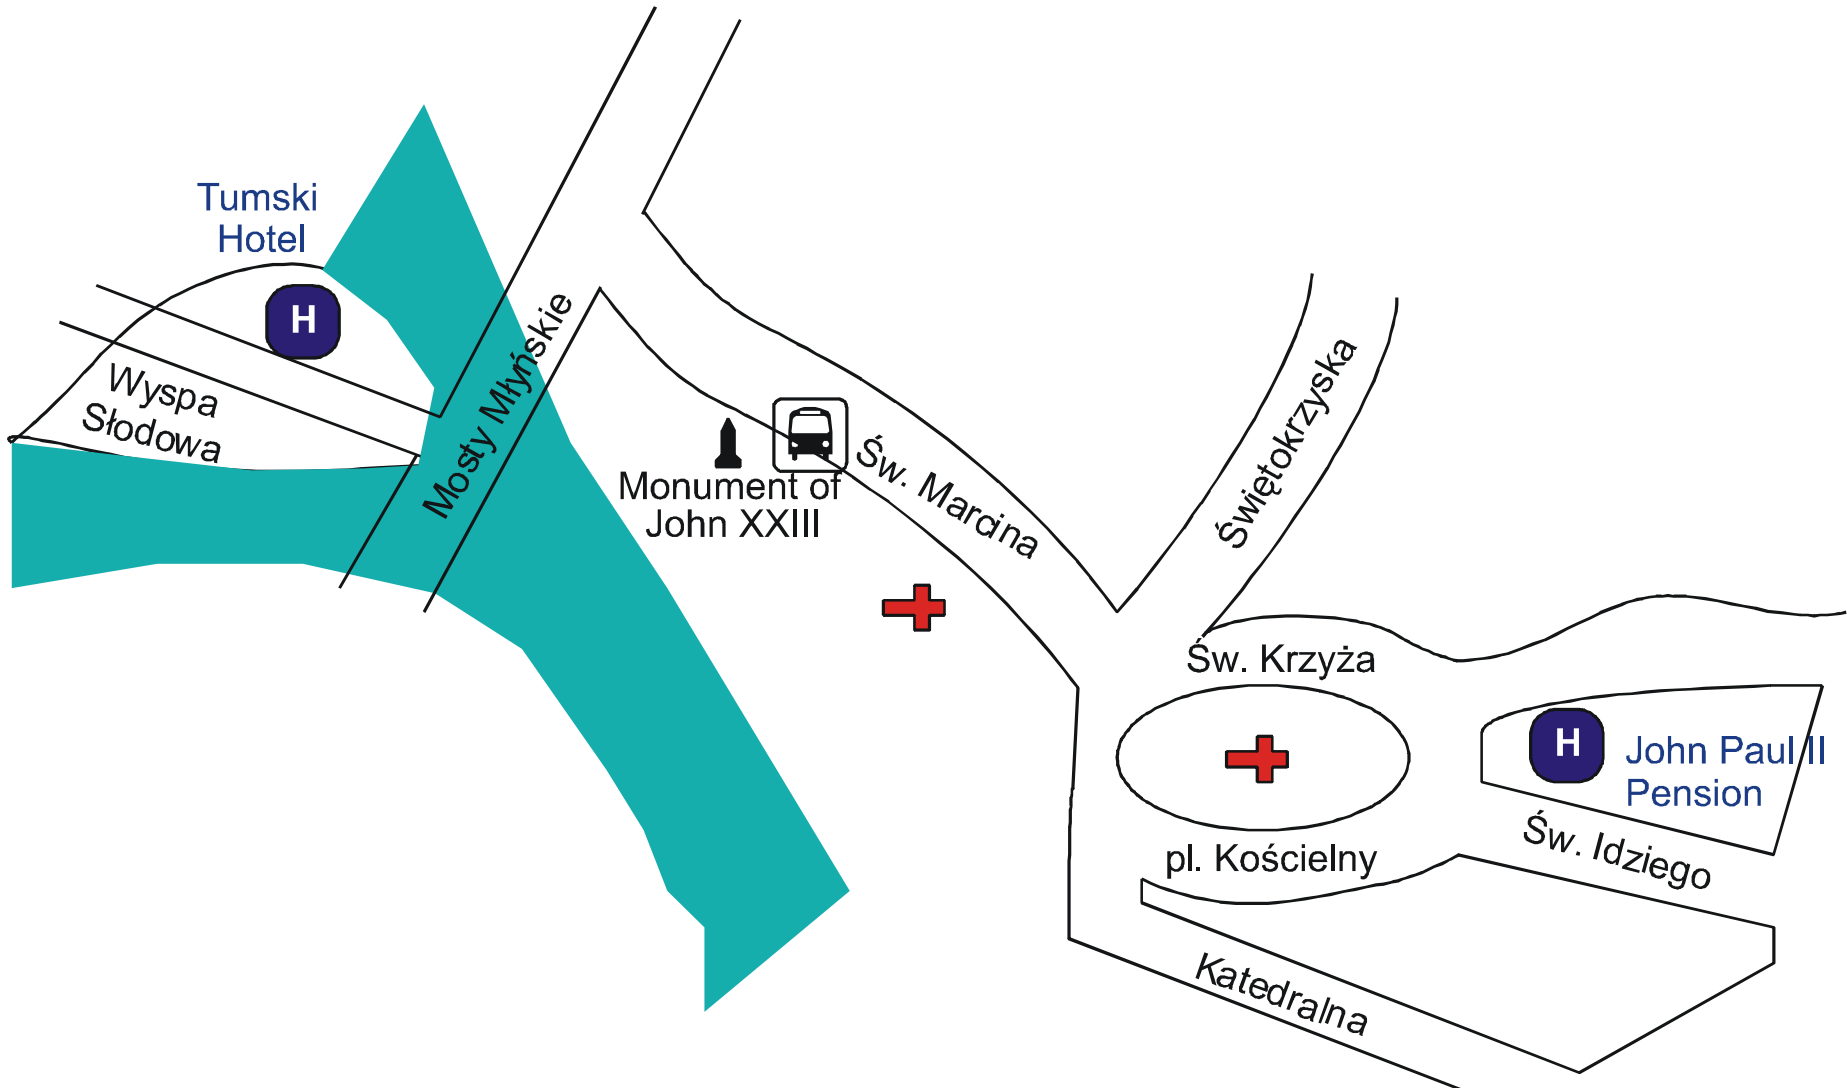 Tumski
Hotel
H
Wyspa
Słodowa
Mosty Młyńskie
Monument of
John XXIII
Św. Marcina
Świętokrzyska
Św. Krzyża
H
John Paul II
Pension
pl. Kościelny
Św. Idziego
Katedralna